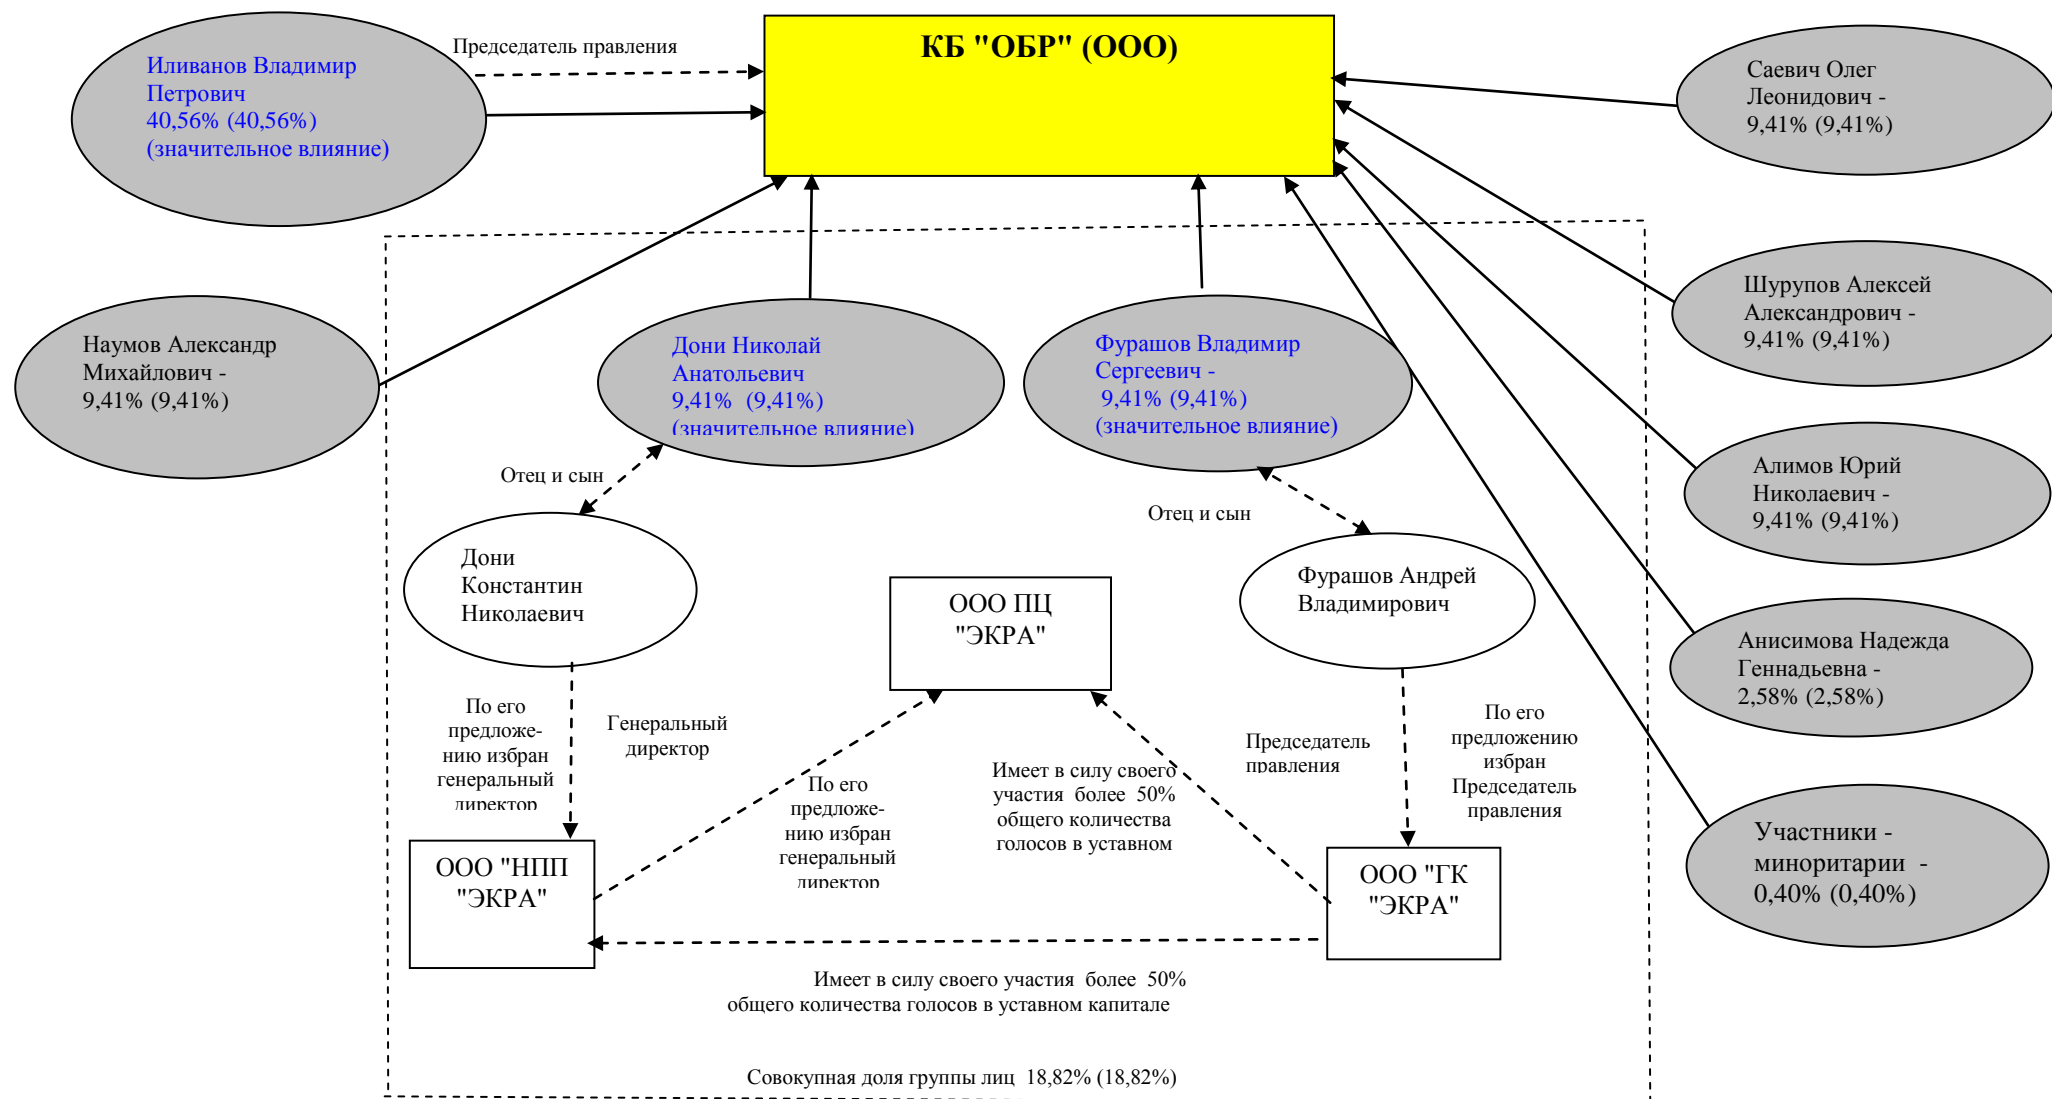 КБ "ОБР" (ООО)
Председатель правления
Иливанов Владимир
Петрович
40,56% (40,56%)
(значительное влияние)
Саевич Олег
Леонидович -
9,41% (9,41%)
Наумов Александр
Михайлович -
9,41% (9,41%)
Дони Николай
Анатольевич
9,41% (9,41%)
(значительное влияние)
Фурашов Владимир
Сергеевич -
9,41% (9,41%)
(значительное влияние)
Шурупов Алексей
Александрович -
9,41% (9,41%)
Отец и сын
Отец и сын
Алимов Юрий
Николаевич -
9,41% (9,41%)
Дони
Константин
Николаевич
ООО ПЦ
"ЭКРА"
Фурашов Андрей
Владимирович
Анисимова Надежда
Геннадьевна -
2,58% (2,58%)
По его
предложе-
нию избран
генеральный
директор
Генеральный
директор
По его
предложе-
нию избран
генеральный
директор
Имеет в силу своего
участия более 50%
общего количества
голосов в уставном
Председатель
правления
По его
предложению
избран
Председатель
правления
Участники -
миноритарии -
0,40% (0,40%)
ООО "НПП
"ЭКРА"
ООО "ГК
"ЭКРА"
Имеет в силу своего участия более 50%
общего количества голосов в уставном капитале
Совокупная доля группы лиц 18,82% (18,82%)